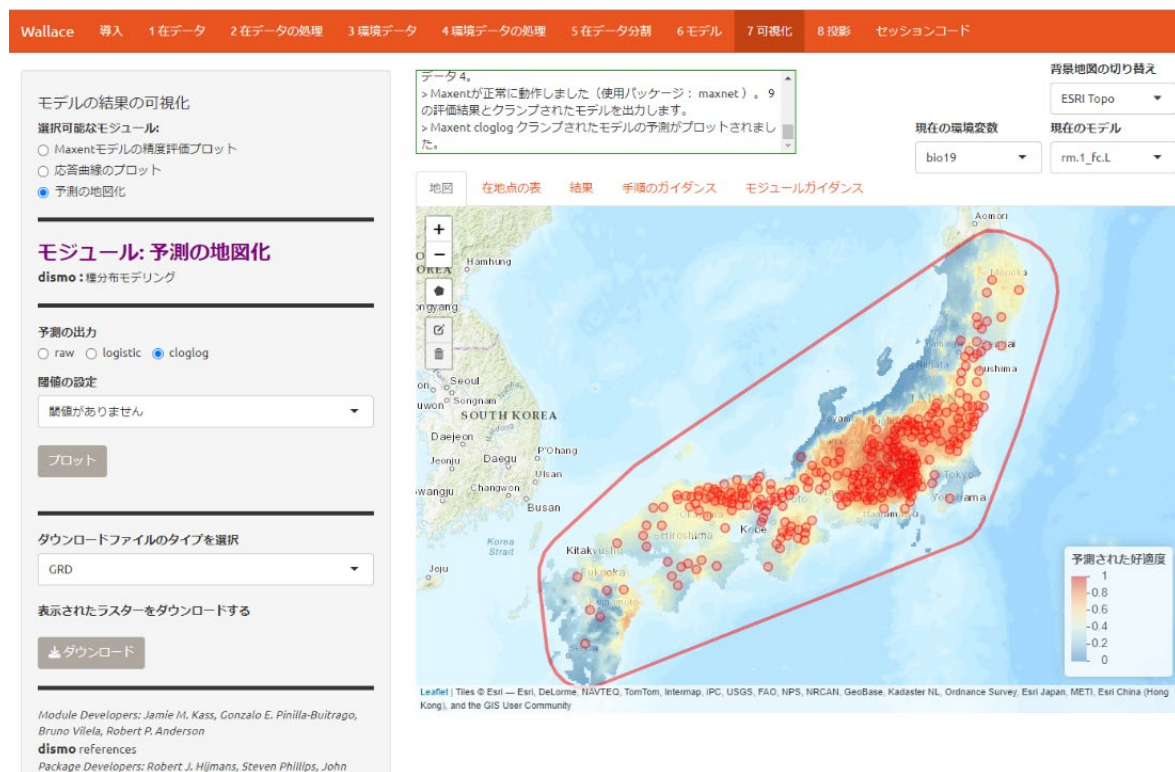 Wallace 導入 1 在データ 2 在データの処理 3 環境データ 4 環境データの処理 5 在データ分割 6 モデル 7 可視化 8 投影 セッションコード
モデルの結果の可視化
選択可能なモジュール:
Maxentモデルの精度評価プロット
応答曲線のプロット
予測の地図化
モジュール: 予測の地図化
dismo : 種分布モデリング
予測の出力
raw logistic cloglog
閾値の設定
閾値がありません
プロット
ダウンロードファイルのタイプを選択
GRD
表示されたラスターをダウンロードする
ダウンロード
Module Developers: Jamie M. Kass, Gonzalo E. Pinilla-Buitrago,
Bruno Vilela, Robert P. Anderson
dismo references
Package Developers: Robert J. Hijmans, Steven Phillips, John
データ 4。
> Maxentが正常に動作しました（使用パッケージ： maxnet ）。 9
の評価結果とクランプされたモデルを出力します。
> Maxent cloglog クランプされたモデルの予測がプロットされまし
た。
背景地図の切り替え
ESRI Topo
現在の環境変数
bio19
現在のモデル
rm.1_fc.L
地図 在地点の表 結果 手順のガイダンス モジュールガイダンス
+
−
Aomori
Hamhung
Seoul
Songnam
SOUTH KOREA
Daejeon
P'Ohang
Jeonju
Daegu
Ulsan
Changwon
Busan
Korea
Strait
Jeju
Kitakyushu
Fukuoka
Hiroshima
Kobe
Tokyo
予測された好適度
1
0.8
0.6
0.4
0.2
0
Leaflet | Tiles © Esri — Esri, DeLorme, NAVTEQ, TomTom, Intermap, iPC, USGS, FAO, NPS, NRCAN, GeoBase, Kadaster NL, Ordnance Survey, Esri Japan, METI, Esri China (Hong
Kong), and the GIS User Community